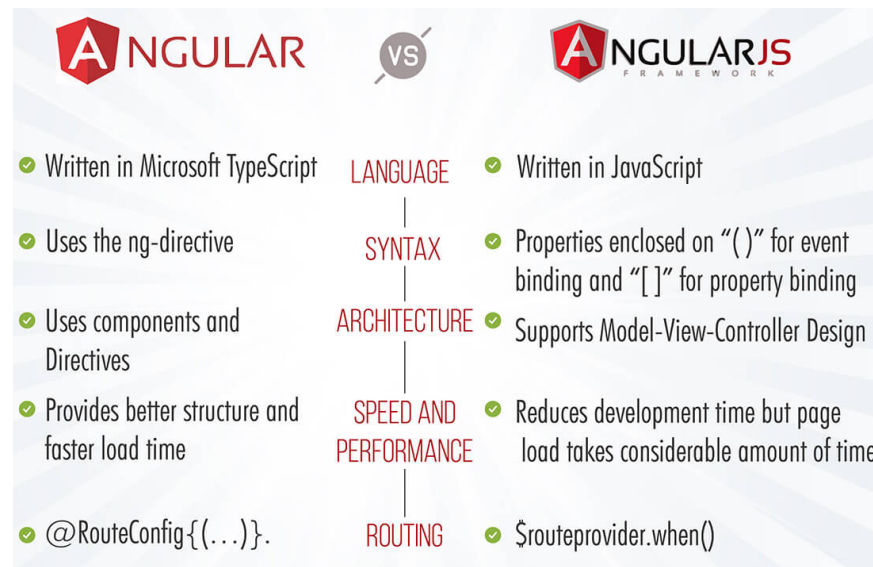 ANGULAR
VS
ANGULARJS
FRAMEWORK
Written in Microsoft TypeScript
LANGUAGE
Written in JavaScript
Uses the ng-directive
SYNTAX
Properties enclosed on “( )” for event
binding and “[ ]” for property binding
Uses components and
Directives
ARCHITECTURE
Supports Model-View-Controller Design
Provides better structure and
faster load time
SPEED AND
PERFORMANCE
Reduces development time but page
load takes considerable amount of time
@RouteConfig{(...)}.
ROUTING
$routeprovider.when()